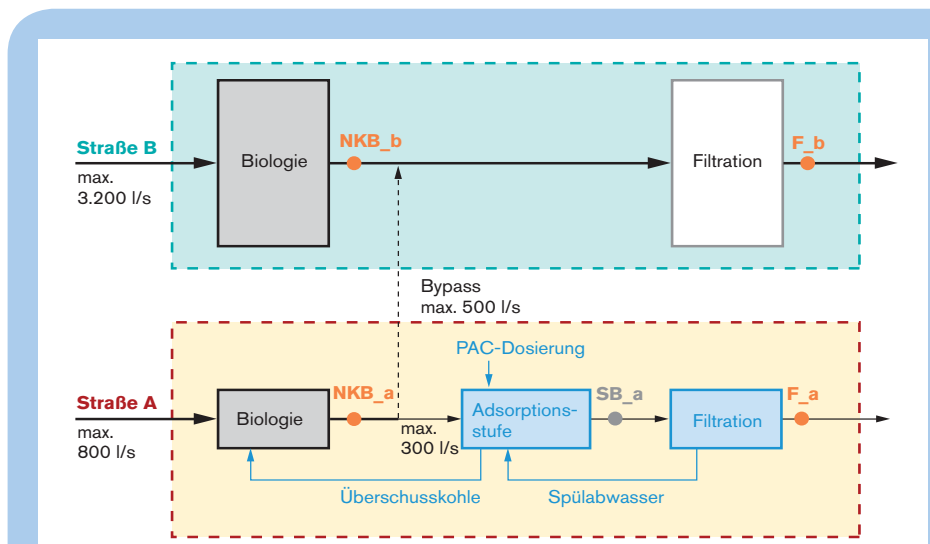 Straße B
max.
3.200 l/s
Biologie
NKB_b
Filtration
F_b
Bypass
max. 500 l/s
PAC-Dosierung
Straße A
max.
800 l/s
Biologie
NKB_a
max.
300 l/s
Adsorptions-
stufe
SB_a
Filtration
F_a
Überschusskohle
Spülabwasser